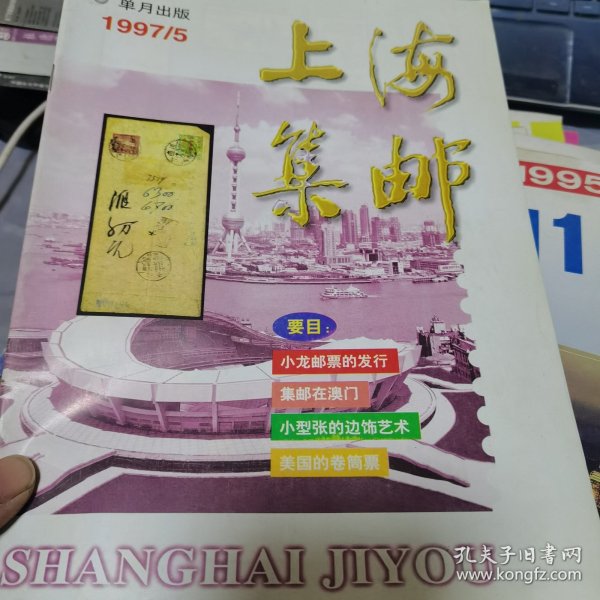 单月出版
1997/5
上海
集邮
要目：
小龙邮票的发行
集邮在澳门
小型张的边饰艺术
美国的卷筒票
SHANGHAI JIYOU
1995
11
孔夫子旧书网
www.kongfz.com